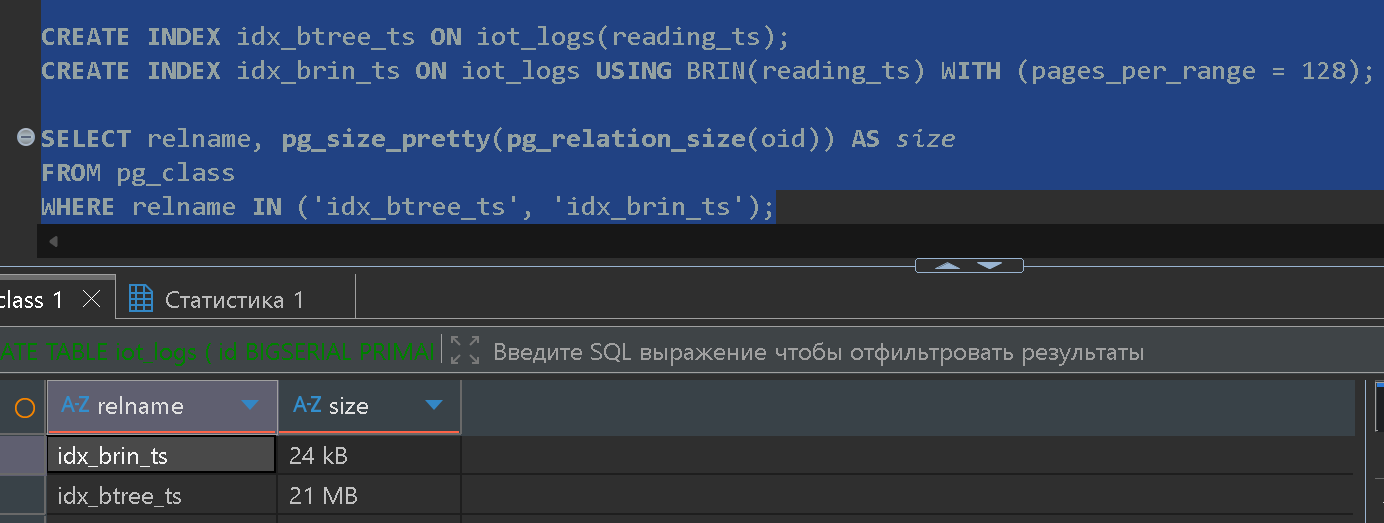 CREATE INDEX idx_btree_ts ON iot_logs(reading_ts);
CREATE INDEX idx_brin_ts ON iot_logs USING BRIN(reading_ts) WITH (pages_per_range = 128);
SELECT relname, pg_size_pretty(pg_relation_size(oid)) AS size
FROM pg_class
WHERE relname IN ('idx_btree_ts', 'idx_brin_ts');
class 1 Статистика 1
ATE TABLE iot_logs ( id BIGSERIAL PRIMAI Введите SQL выражение чтобы отфильтровать результаты
A-Z relname A-Z size
idx_brin_ts 24 kB
idx_btree_ts 21 MB